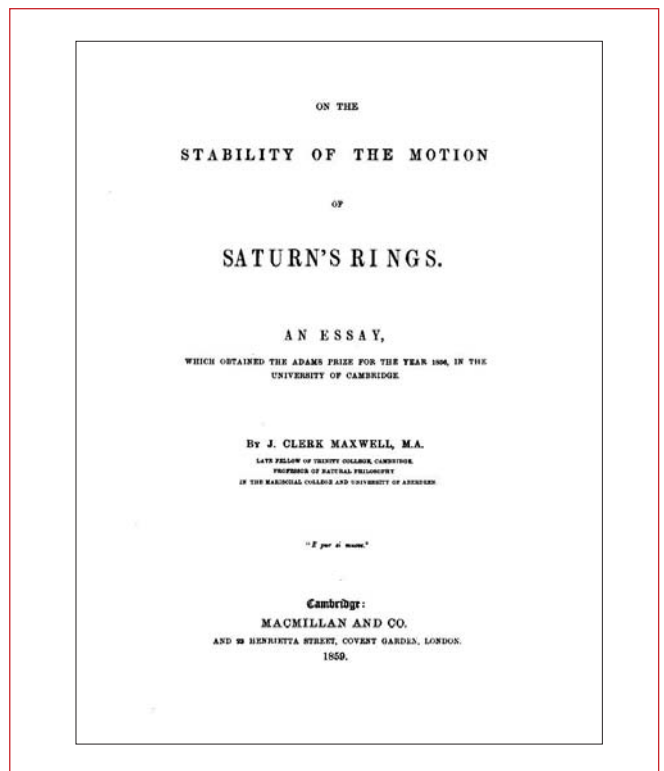 ON THE
STABILITY OF THE MOTION
OF
SATURN'S RINGS.
AN ESSAY,
WHICH OBTAINED THE ADAMS PRIZE FOR THE YEAR 1856, IN THE
UNIVERSITY OF CAMBRIDGE
BY J. CLERK MAXWELL, M.A.
LATE FELLOW OF TRINITY COLLEGE, CAMBRIDGE.
PROFESSOR OF NATURAL PHILOSOPHY
IN THE MARISCHAL COLLEGE AND UNIVERSITY OF ABERDEEN
"E pur si muove."
Cambridge:
MACMILLAN AND CO.
AND 23 HENRIETTA STREET, COVENT GARDEN, LONDON.
1859.